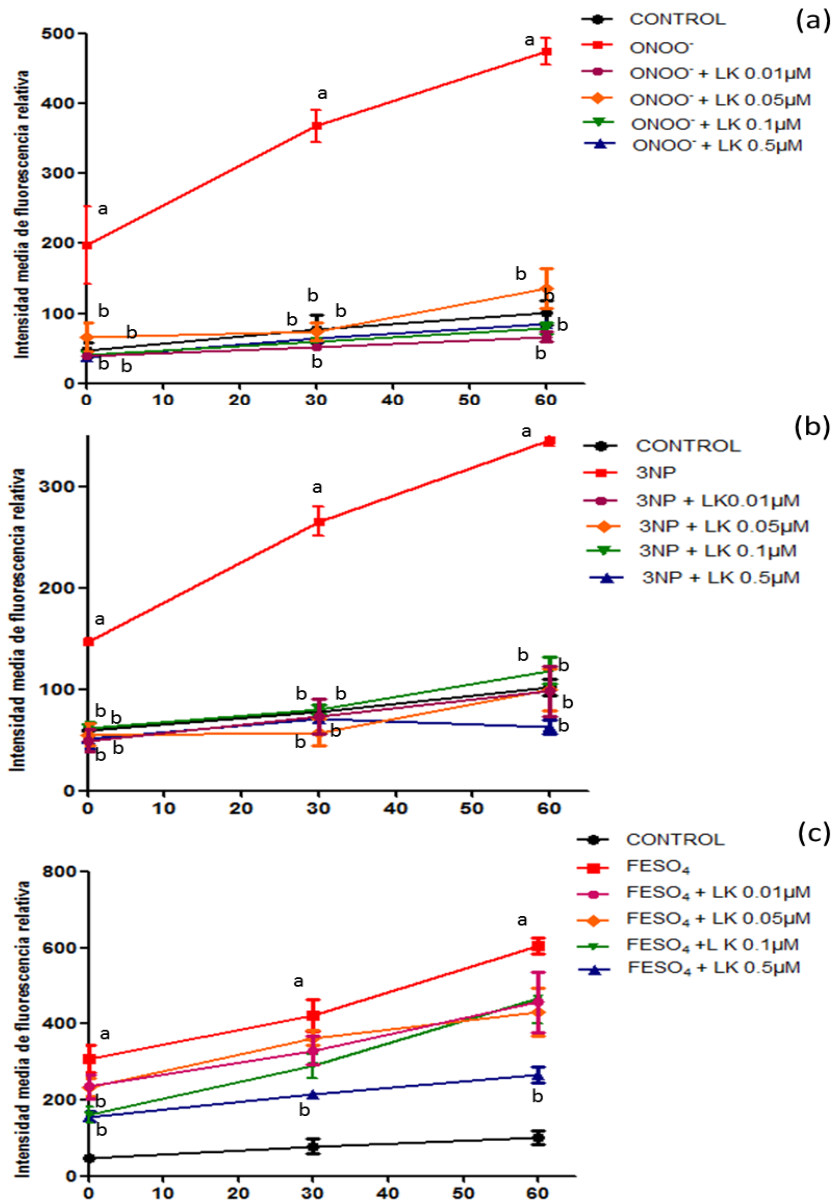 (a)
CONTROL
ONOO⁻
ONOO⁻ + LK 0.01µM
ONOO⁻ + LK 0.05µM
ONOO⁻ + LK 0.1µM
ONOO⁻ + LK 0.5µM
Intensidad media de fluorescencia relativa
500
400
300
200
100
0
a
a
a
b
b
b
b
b
b
b
b
b
b
b
b
0 10 20 30 40 50 60
(b)
CONTROL
3NP
3NP + LK0.01µM
3NP + LK 0.05µM
3NP + LK 0.1µM
3NP + LK 0.5µM
Intensidad media de fluorescencia relativa
300
200
100
0
a
a
a
b
b
b
b
b
b
b
b
b
b
b
b
0 10 20 30 40 50 60
(c)
CONTROL
FESO₄
FESO₄ + LK 0.01µM
FESO₄ + LK 0.05µM
FESO₄ +L K 0.1µM
FESO₄ + LK 0.5µM
Intensidad media de fluorescencia relativa
800
600
400
200
0
a
a
a
b
b
b
b
0 10 20 30 40 50 60